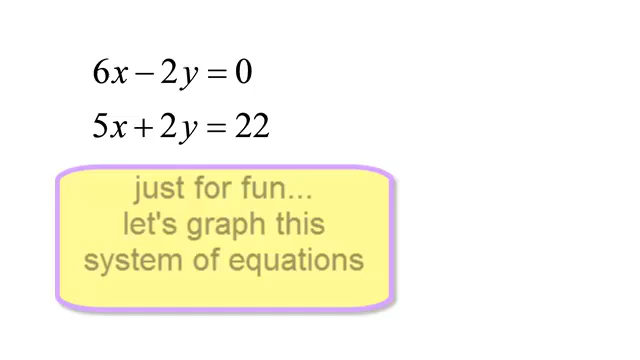 6x − 2y = 0
5x + 2y = 22
just for fun...
let's graph this
system of equations